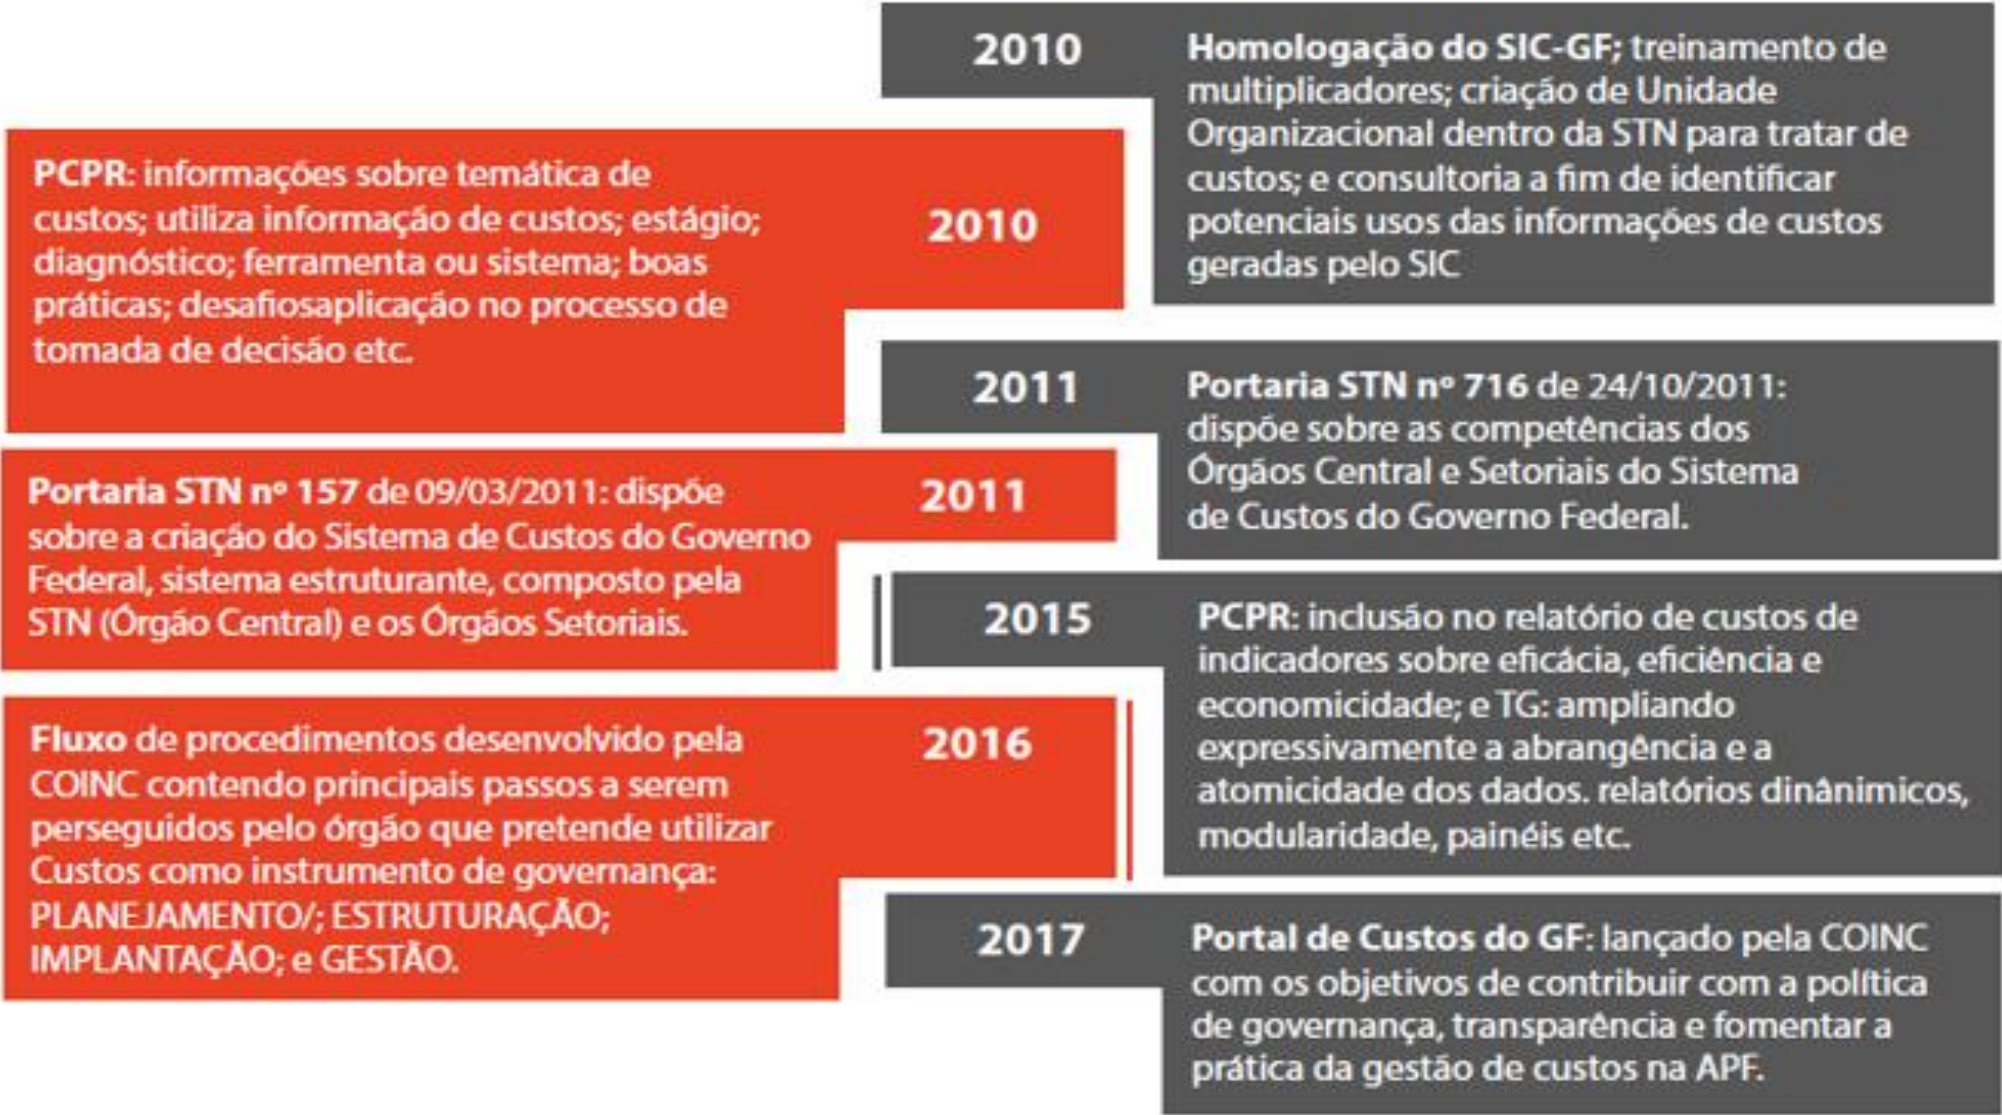 2010
Homologação do SIC-GF; treinamento de
multiplicadores; criação de Unidade
Organizacional dentro da STN para tratar de
custos; e consultoria a fim de identificar
potenciais usos das informações de custos
geradas pelo SIC
PCPR: informações sobre temática de
custos; utiliza informação de custos; estágio;
diagnóstico; ferramenta ou sistema; boas
práticas; desafiosaplicação no processo de
tomada de decisão etc.
2010
2011
Portaria STN nº 716 de 24/10/2011:
dispõe sobre as competências dos
Órgãos Central e Setoriais do Sistema
de Custos do Governo Federal.
Portaria STN nº 157 de 09/03/2011: dispõe
sobre a criação do Sistema de Custos do Governo
Federal, sistema estruturante, composto pela
STN (Órgão Central) e os Órgãos Setoriais.
2011
2015
PCPR: inclusão no relatório de custos de
indicadores sobre eficácia, eficiência e
economicidade; e TG: ampliando
expressivamente a abrangência e a
atomicidade dos dados. relatórios dinânimicos,
modularidade, painéis etc.
Fluxo de procedimentos desenvolvido pela
COINC contendo principais passos a serem
perseguidos pelo órgão que pretende utilizar
Custos como instrumento de governança:
PLANEJAMENTO/; ESTRUTURAÇÃO;
IMPLANTAÇÃO; e GESTÃO.
2016
2017
Portal de Custos do GF: lançado pela COINC
com os objetivos de contribuir com a política
de governança, transparência e fomentar a
prática da gestão de custos na APF.